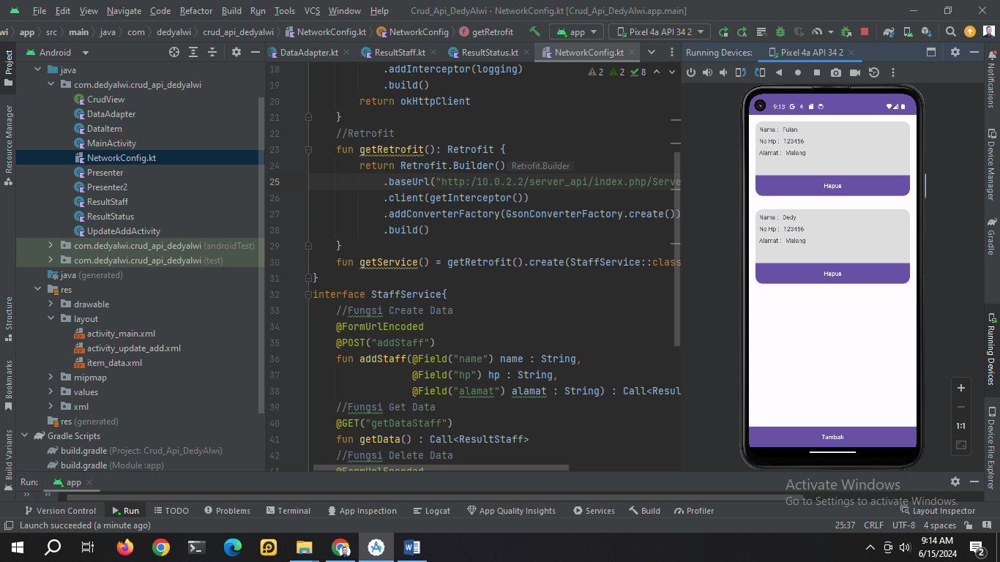 File Edit View Navigate Code Refactor Build Run Tools VCS Window Help Crud_Api_DedyAlwi - NetworkConfig.kt [Crud_Api_DedyAlwi.app.main]
wi app src main java com dedyalwi crud_api_dedyalwi NetworkConfig.kt NetworkConfig getRetrofit app Pixel 4a API 34 2
Android
DataAdapter.kt ResultStaff.kt ResultStatus.kt NetworkConfig.kt
Running Devices: Pixel 4a API 34 2
Project
Resource Manager
Structure
Bookmarks
Build Variants
java
com.dedyalwi.crud_api_dedyalwi
CrudView
DataAdapter
DataItem
MainActivity
NetworkConfig.kt
Presenter
Presenter2
ResultStaff
ResultStatus
UpdateAddActivity
com.dedyalwi.crud_api_dedyalwi (androidTest)
com.dedyalwi.crud_api_dedyalwi (test)
java (generated)
res
drawable
layout
activity_main.xml
activity_update_add.xml
item_data.xml
mipmap
values
xml
res (generated)
Gradle Scripts
build.gradle (Project: Crud_Api_DedyAlwi)
build.gradle (Module :app)
2 2 8
18 .addInterceptor(logging)
19 .build()
20 return okHttpClient
21 }
22 //Retrofit
23 fun getRetrofit(): Retrofit {
24 return Retrofit.Builder() Retrofit.Builder
25 .baseUrl("http:/10.0.2.2/server_api/index.php/Serve
26 .client(getInterceptor())
27 .addConverterFactory(GsonConverterFactory.create())
28 .build()
29 }
30 fun getService() = getRetrofit().create(StaffService::class
31 }
32 interface StaffService{
33 //Fungsi Create Data
34 @FormUrlEncoded
35 @POST("addStaff")
36 fun addStaff(@Field("name") name : String,
37 @Field("hp") hp : String,
38 @Field("alamat") alamat : String) : Call<Resul
39 //Fungsi Get Data
40 @GET("getDataStaff")
41 fun getData() : Call<ResultStaff>
42 //Fungsi Delete Data
43 @FormUrlEncoded
9:13
Nama : Fulan
No Hp : 123456
Alamat : Malang
Hapus
Nama : Dedy
No Hp : 123456
Alamat : Malang
Hapus
Tambah
1:1
Notifications
Device Manager
Gradle
Running Devices
Device File Explorer
Run: app
Activate Windows
Go to Settings to activate Windows.
Version Control Run TODO Problems Terminal App Inspection Logcat App Quality Insights Services Build Profiler Layout Inspector
Launch succeeded (a minute ago) 25:37 CRLF UTF-8 4 spaces
9:14 AM
6/15/2024
2